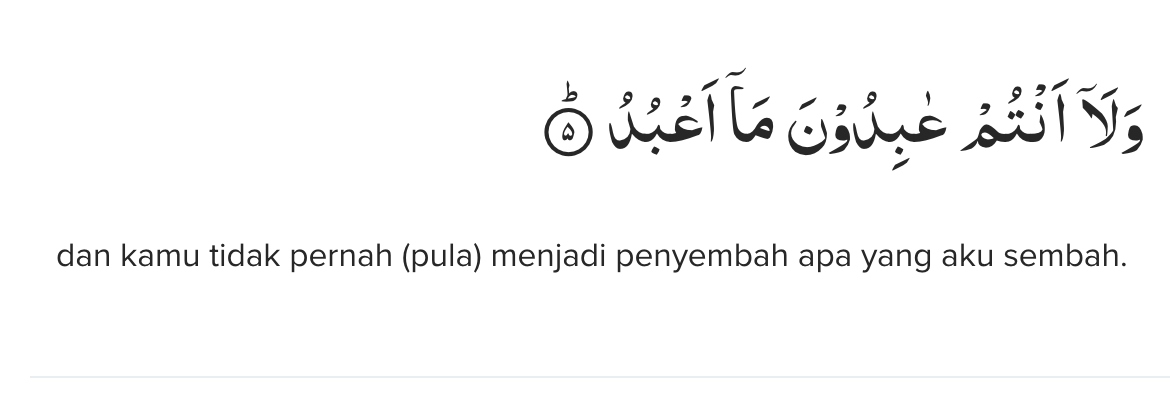 وَلَآ اَنْتُمْ عٰبِدُوْنَ مَآ اَعْبُدُۗ ۝٥
dan kamu tidak pernah (pula) menjadi penyembah apa yang aku sembah.